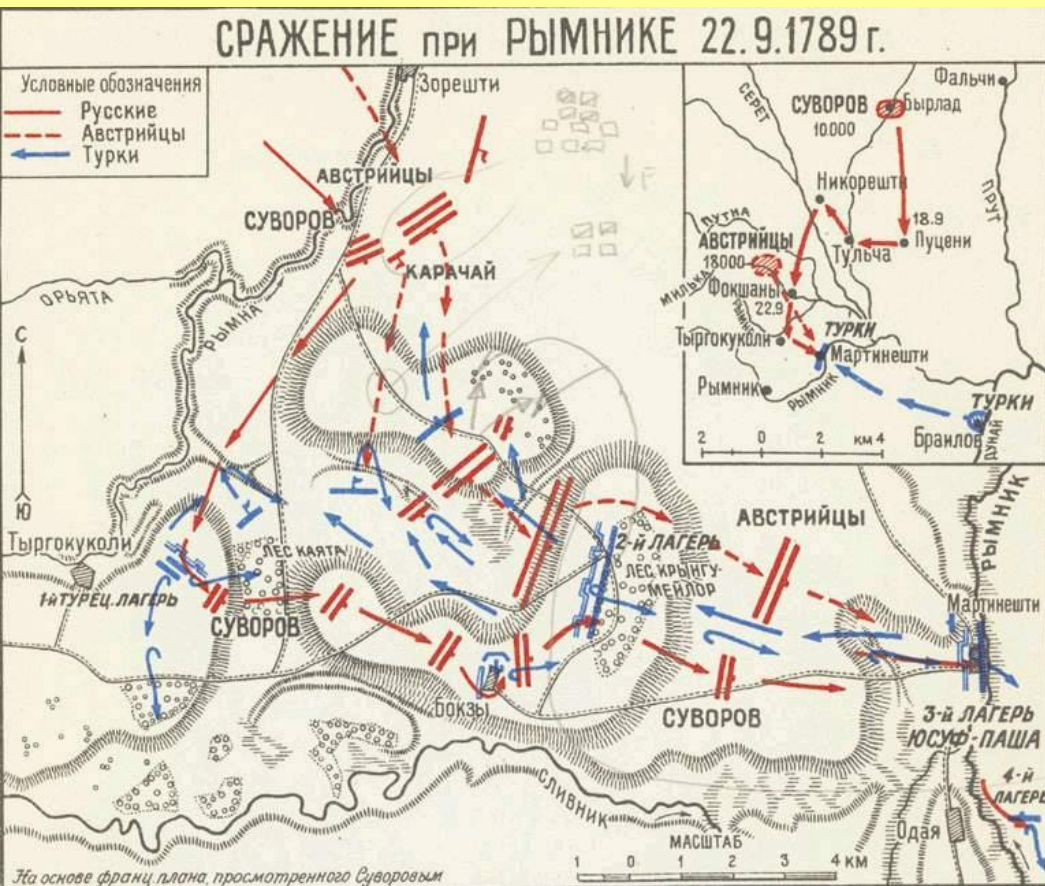 СРАЖЕНИЕ ПРИ РЫМНИКЕ 22.9.1789 г.
Условные обозначения
Русские
Австрийцы
Турки
Зорешти
АВСТРИЙЦЫ
СУВОРОВ
КАРАЧАЙ
ОРЬЯТА
РЫМНА
С
Ю
Тыргокуколи
1-й ТУРЕЦ. ЛАГЕРЬ
ЛЕС КАЯТА
СУВОРОВ
Бокзы
2-й ЛАГЕРЬ
ЛЕС КРЫНГУ-
МЕЙЛОР
АВСТРИЙЦЫ
СУВОРОВ
РЫМНИК
Мартинешти
3-й ЛАГЕРЬ
ЮСУФ-ПАША
4-й
ЛАГЕРЬ
Одая
СЛИВНИК
МАСШТАБ
1 0 1 2 3 4 КМ
На основе франц. плана, просмотренного Суворовым
Фальчи
СЕРЕТ
СУВОРОВ
10.000
Бырлад
Никорешти
ПРУТ
18.9
Пуцени
Тульча
ПУТНА
АВСТРИЙЦЫ
18000
Фокшаны
22.9
Тыргокуколи
ТУРКИ
Мартинешти
Рымник
РЫМНИК
ТУРКИ
Браилов
ДУНАЙ
2 0 2 км 4